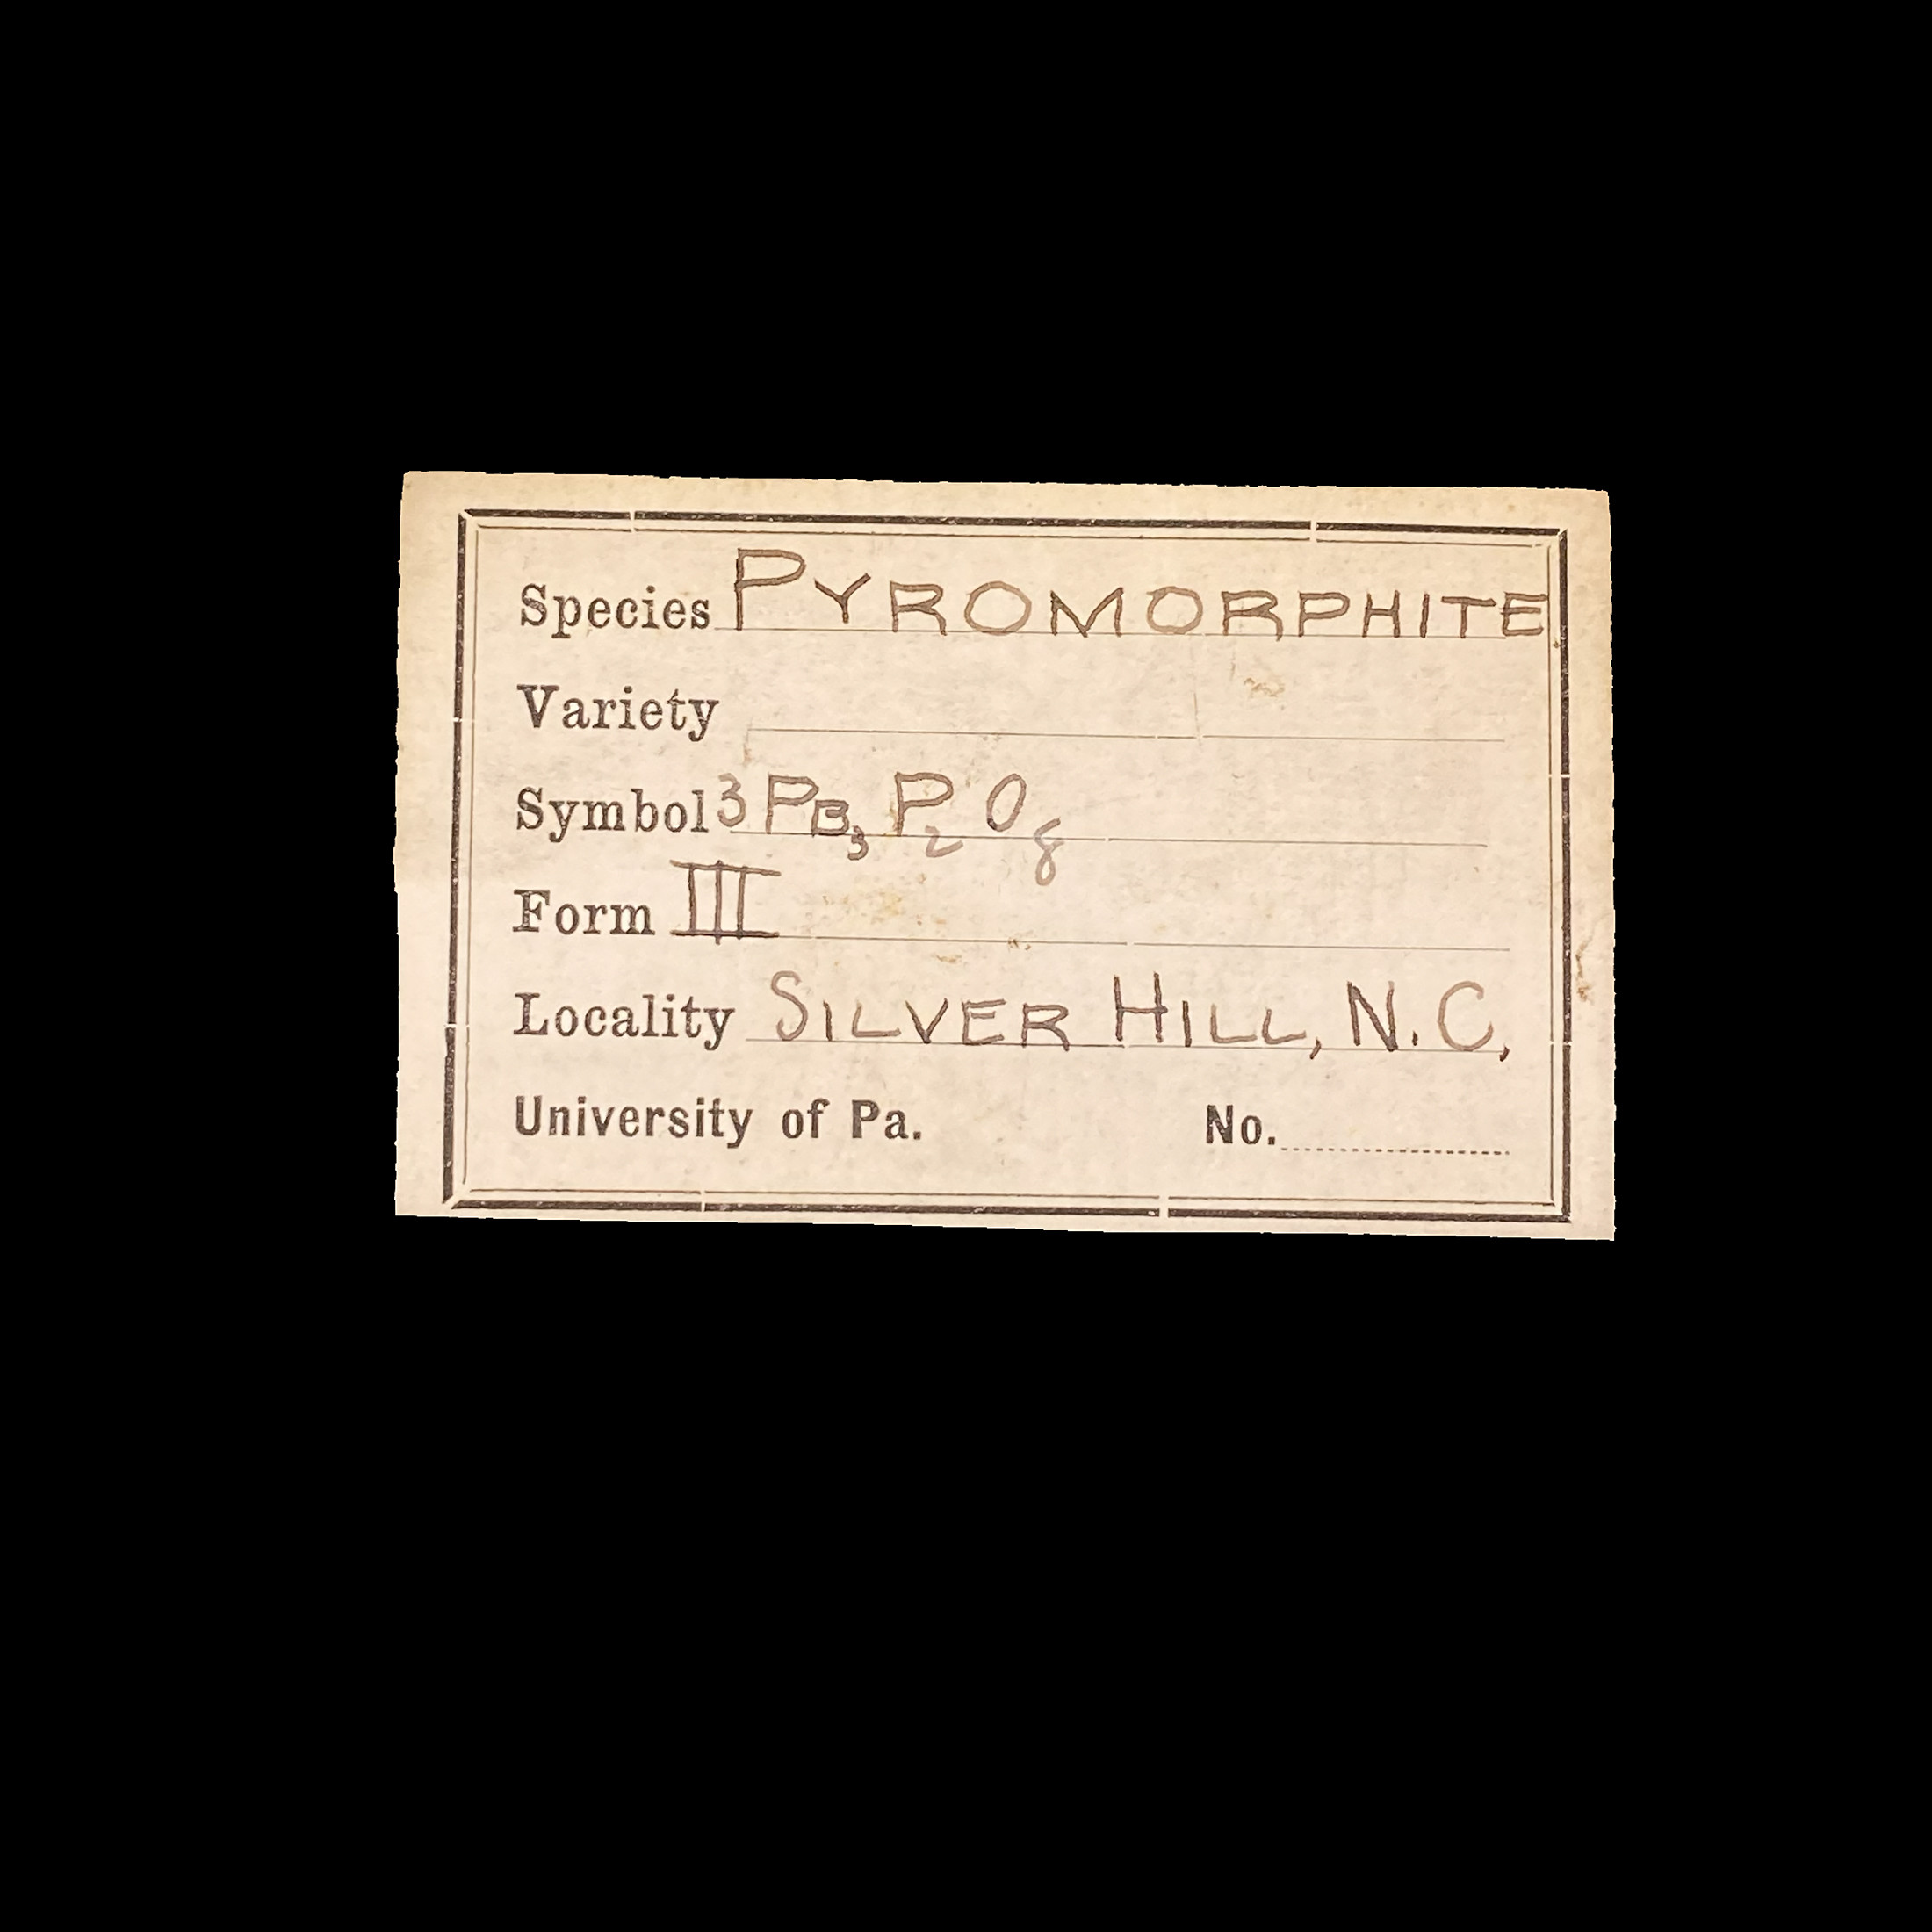 Species PYROMORPHITE
Variety
Symbol 3 PB₃ P₂ O₈
Form III
Locality SILVER HILL, N.C,
University of Pa. No.